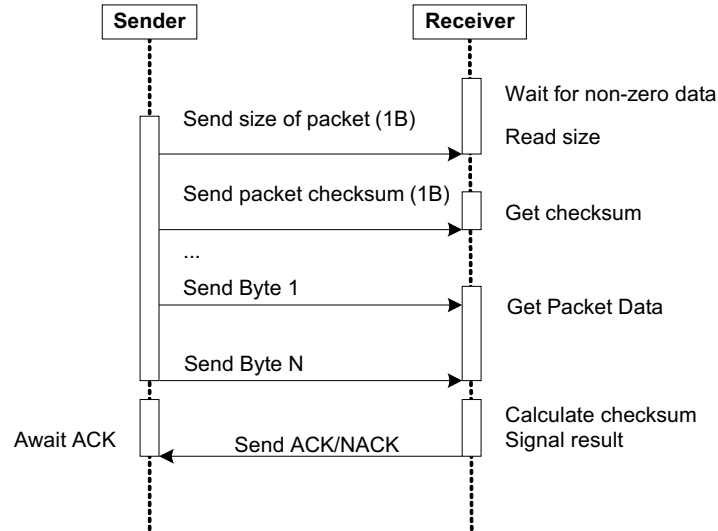 Sender
Receiver
Wait for non-zero data
Send size of packet (1B)
Read size
Send packet checksum (1B)
Get checksum
...
Send Byte 1
Get Packet Data
Send Byte N
Calculate checksum
Await ACK
Send ACK/NACK
Signal result